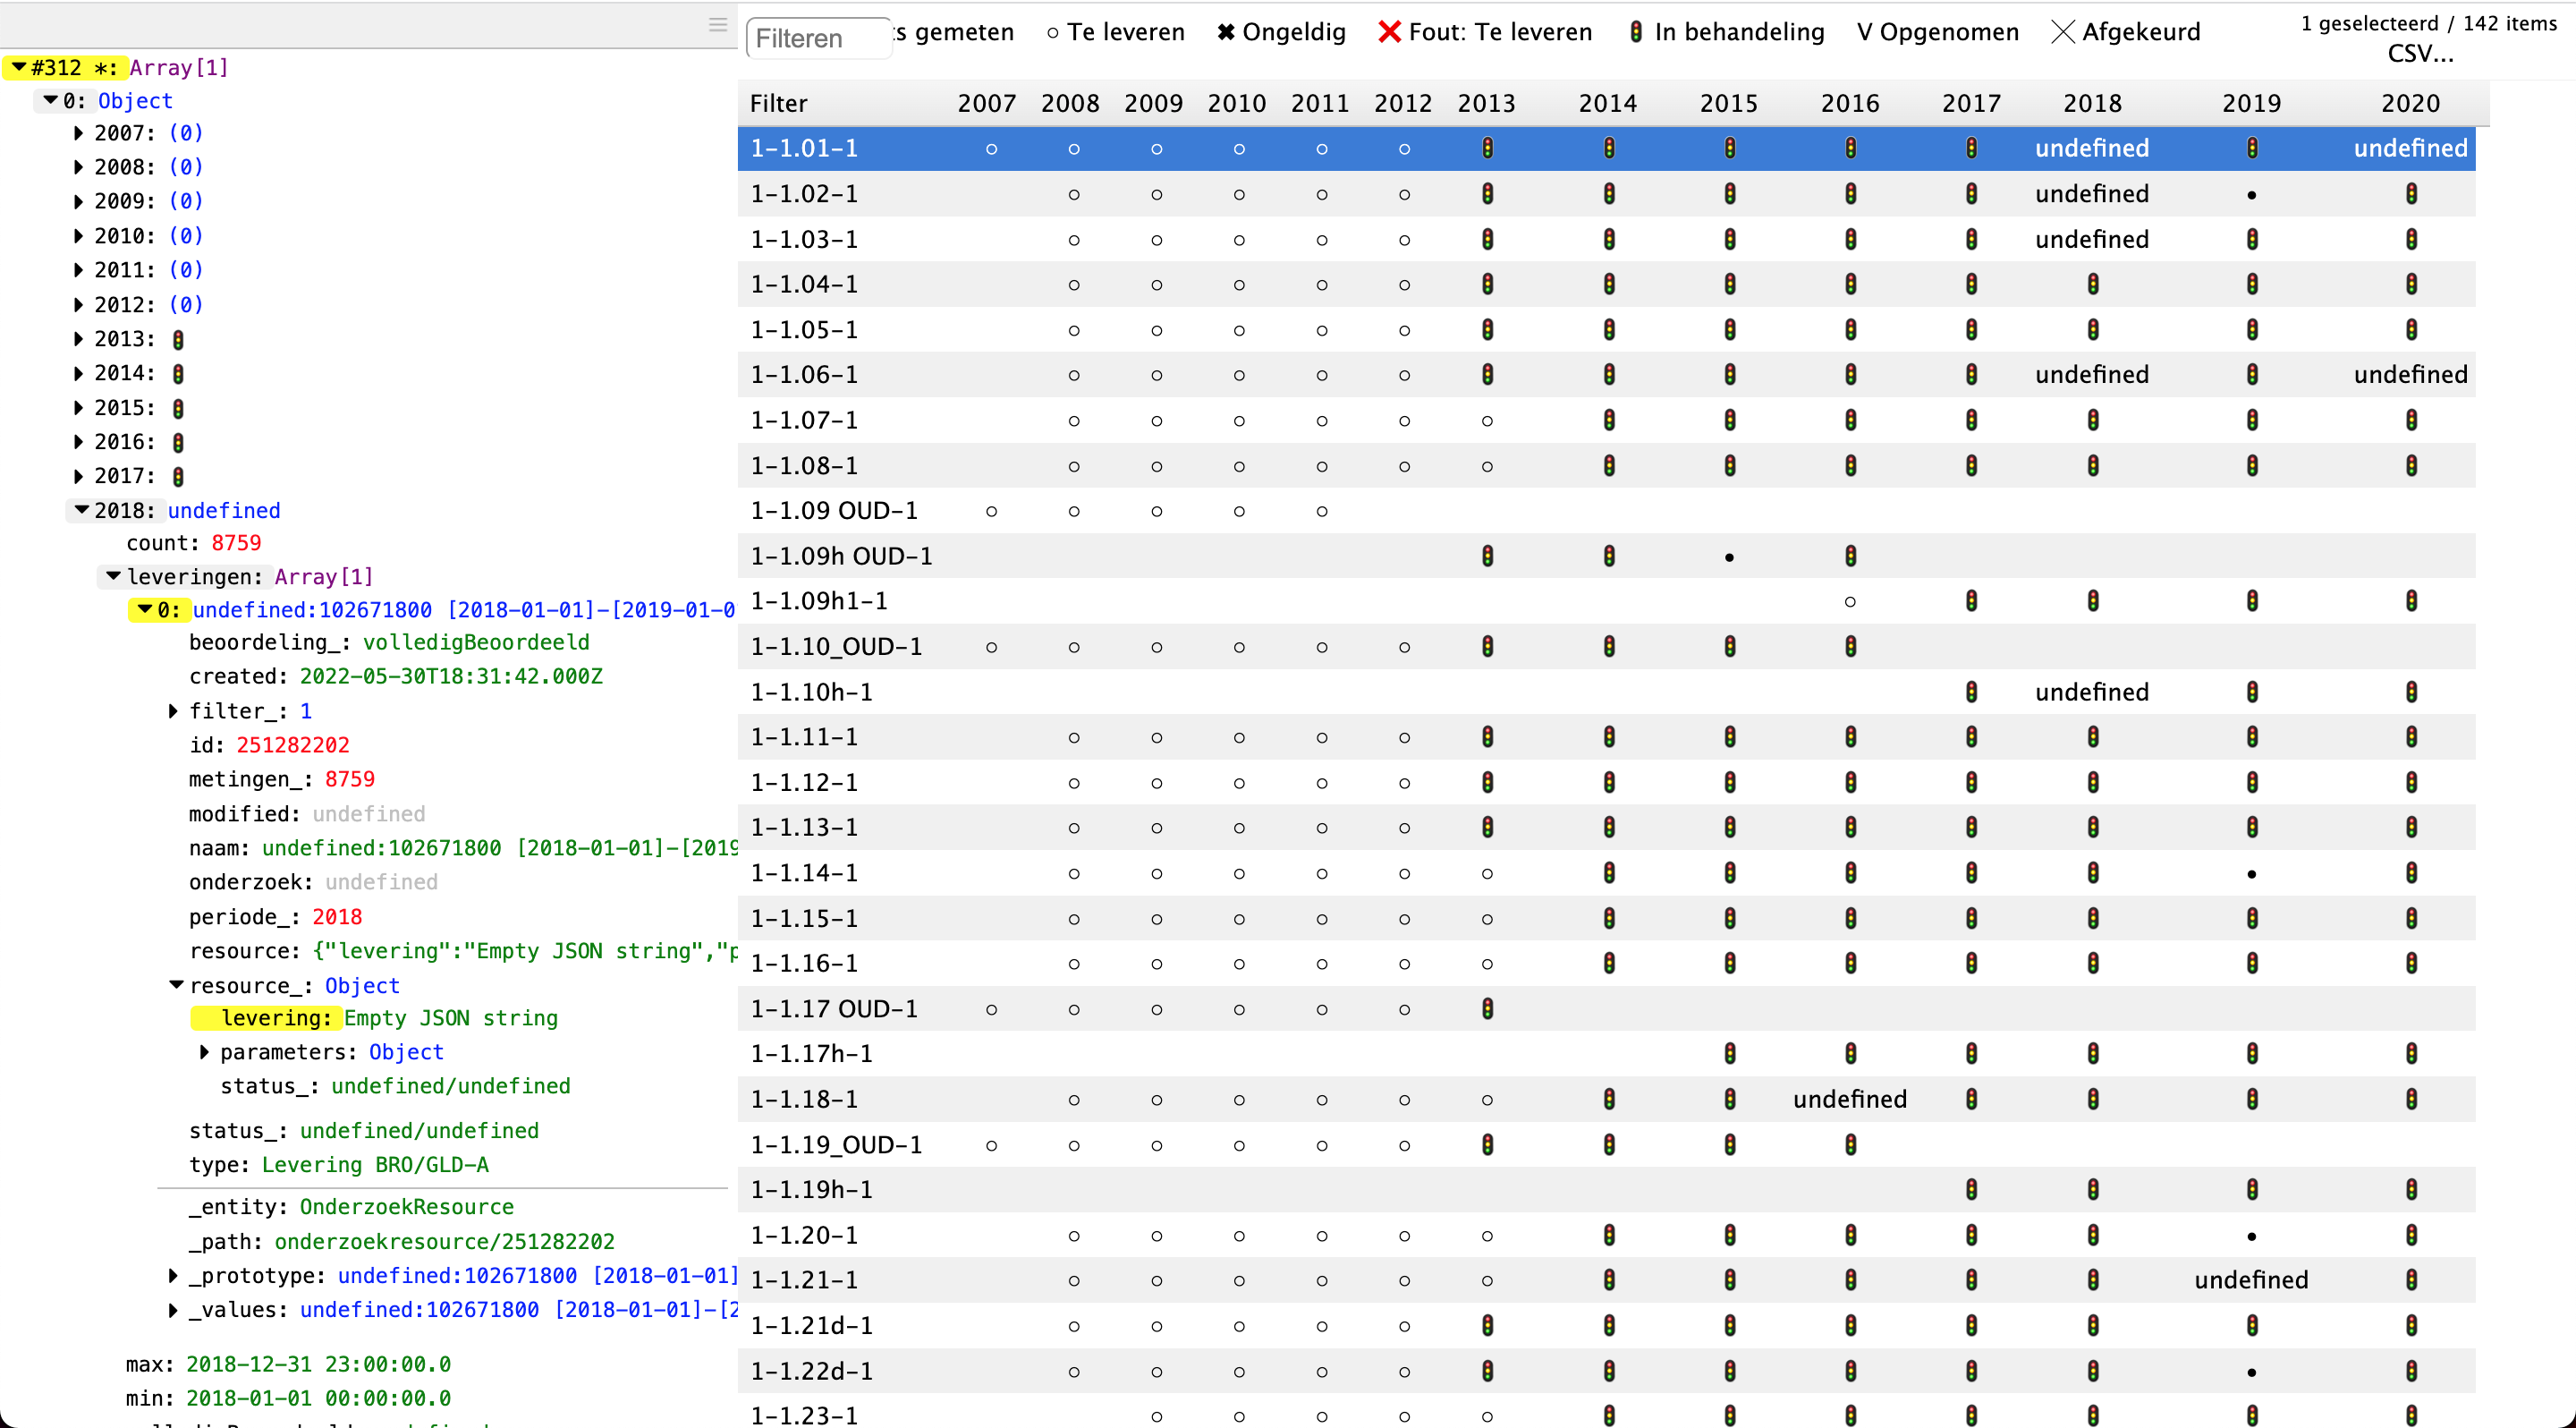 #312 *: Array[1]
0: Object
2007: (0)
2008: (0)
2009: (0)
2010: (0)
2011: (0)
2012: (0)
2013: 🚦
2014: 🚦
2015: 🚦
2016: 🚦
2017: 🚦
2018: undefined
count: 8759
leveringen: Array[1]
0: undefined:102671800 [2018-01-01]-[2019-01-0
beoordeling_: volledigBeoordeeld
created: 2022-05-30T18:31:42.000Z
filter_: 1
id: 251282202
metingen_: 8759
modified: undefined
naam: undefined:102671800 [2018-01-01]-[2019
onderzoek: undefined
periode_: 2018
resource: {"levering":"Empty JSON string","p
resource_: Object
levering: Empty JSON string
parameters: Object
status_: undefined/undefined
status_: undefined/undefined
type: Levering BRO/GLD-A
_entity: OnderzoekResource
_path: onderzoekresource/251282202
_prototype: undefined:102671800 [2018-01-01]
_values: undefined:102671800 [2018-01-01]-[2
max: 2018-12-31 23:00:00.0
min: 2018-01-01 00:00:00.0
Filteren
ts gemeten ○ Te leveren ✖ Ongeldig ❌ Fout: Te leveren 🚦 In behandeling V Opgenomen ╳ Afgekeurd
1 geselecteerd / 142 items
CSV...
Filter 2007 2008 2009 2010 2011 2012 2013 2014 2015 2016 2017 2018 2019 2020
1-1.01-1 ○ ○ ○ ○ ○ ○ 🚦 🚦 🚦 🚦 🚦 undefined 🚦 undefined
1-1.02-1 ○ ○ ○ ○ ○ 🚦 🚦 🚦 🚦 🚦 undefined • 🚦
1-1.03-1 ○ ○ ○ ○ ○ 🚦 🚦 🚦 🚦 🚦 undefined 🚦 🚦
1-1.04-1 ○ ○ ○ ○ ○ 🚦 🚦 🚦 🚦 🚦 🚦 🚦 🚦
1-1.05-1 ○ ○ ○ ○ ○ 🚦 🚦 🚦 🚦 🚦 🚦 🚦 🚦
1-1.06-1 ○ ○ ○ ○ ○ 🚦 🚦 🚦 🚦 🚦 undefined 🚦 undefined
1-1.07-1 ○ ○ ○ ○ ○ ○ 🚦 🚦 🚦 🚦 🚦 🚦 🚦
1-1.08-1 ○ ○ ○ ○ ○ ○ 🚦 🚦 🚦 🚦 🚦 🚦 🚦
1-1.09 OUD-1 ○ ○ ○ ○ ○
1-1.09h OUD-1 🚦 🚦 • 🚦
1-1.09h1-1 ○ 🚦 🚦 🚦 🚦
1-1.10_OUD-1 ○ ○ ○ ○ ○ ○ 🚦 🚦 🚦 🚦
1-1.10h-1 🚦 undefined 🚦 🚦
1-1.11-1 ○ ○ ○ ○ ○ 🚦 🚦 🚦 🚦 🚦 🚦 🚦 🚦
1-1.12-1 ○ ○ ○ ○ ○ 🚦 🚦 🚦 🚦 🚦 🚦 🚦 🚦
1-1.13-1 ○ ○ ○ ○ ○ 🚦 🚦 🚦 🚦 🚦 🚦 🚦 🚦
1-1.14-1 ○ ○ ○ ○ ○ ○ 🚦 🚦 🚦 🚦 🚦 • 🚦
1-1.15-1 ○ ○ ○ ○ ○ ○ 🚦 🚦 🚦 🚦 🚦 🚦 🚦
1-1.16-1 ○ ○ ○ ○ ○ ○ 🚦 🚦 🚦 🚦 🚦 🚦 🚦
1-1.17 OUD-1 ○ ○ ○ ○ ○ ○ 🚦
1-1.17h-1 🚦 🚦 🚦 🚦 🚦 🚦
1-1.18-1 ○ ○ ○ ○ ○ ○ 🚦 🚦 undefined 🚦 🚦 🚦 🚦
1-1.19_OUD-1 ○ ○ ○ ○ ○ ○ 🚦 🚦 🚦 🚦
1-1.19h-1 🚦 🚦 🚦 🚦
1-1.20-1 ○ ○ ○ ○ ○ ○ 🚦 🚦 🚦 🚦 🚦 • 🚦
1-1.21-1 ○ ○ ○ ○ ○ ○ 🚦 🚦 🚦 🚦 🚦 undefined 🚦
1-1.21d-1 ○ ○ ○ ○ ○ 🚦 🚦 🚦 🚦 🚦 🚦 🚦 🚦
1-1.22d-1 ○ ○ ○ ○ ○ 🚦 🚦 🚦 🚦 🚦 🚦 • 🚦
1-1.23-1 ○ ○ ○ ○ ○ 🚦 🚦 🚦 🚦 🚦 🚦 🚦